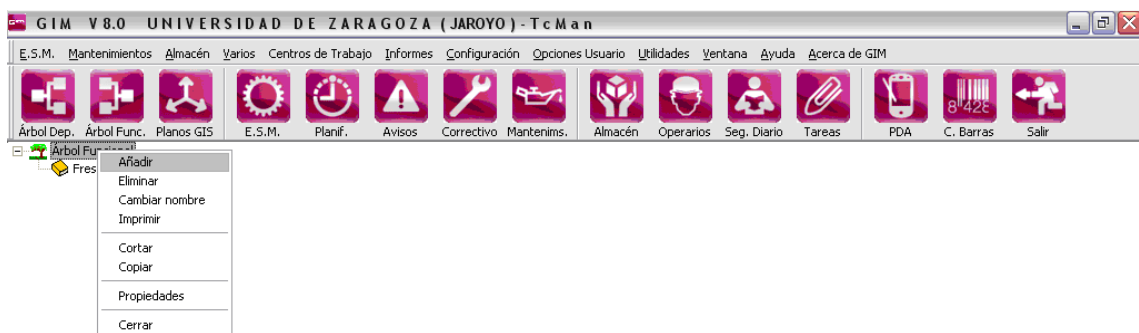 GIM V 8.0 UNIVERSIDAD DE ZARAGOZA (JAROYO) - TcMan
E.S.M. Mantenimientos Almacén Varios Centros de Trabajo Informes Configuración Opciones Usuario Utilidades Ventana Ayuda Acerca de GIM
Árbol Dep. Árbol Func. Planos GIS E.S.M. Planif. Avisos Correctivo Mantenims. Almacén Operarios Seg. Diario Tareas PDA C. Barras Salir
Árbol Funcional
Fres
Añadir
Eliminar
Cambiar nombre
Imprimir
Cortar
Copiar
Propiedades
Cerrar